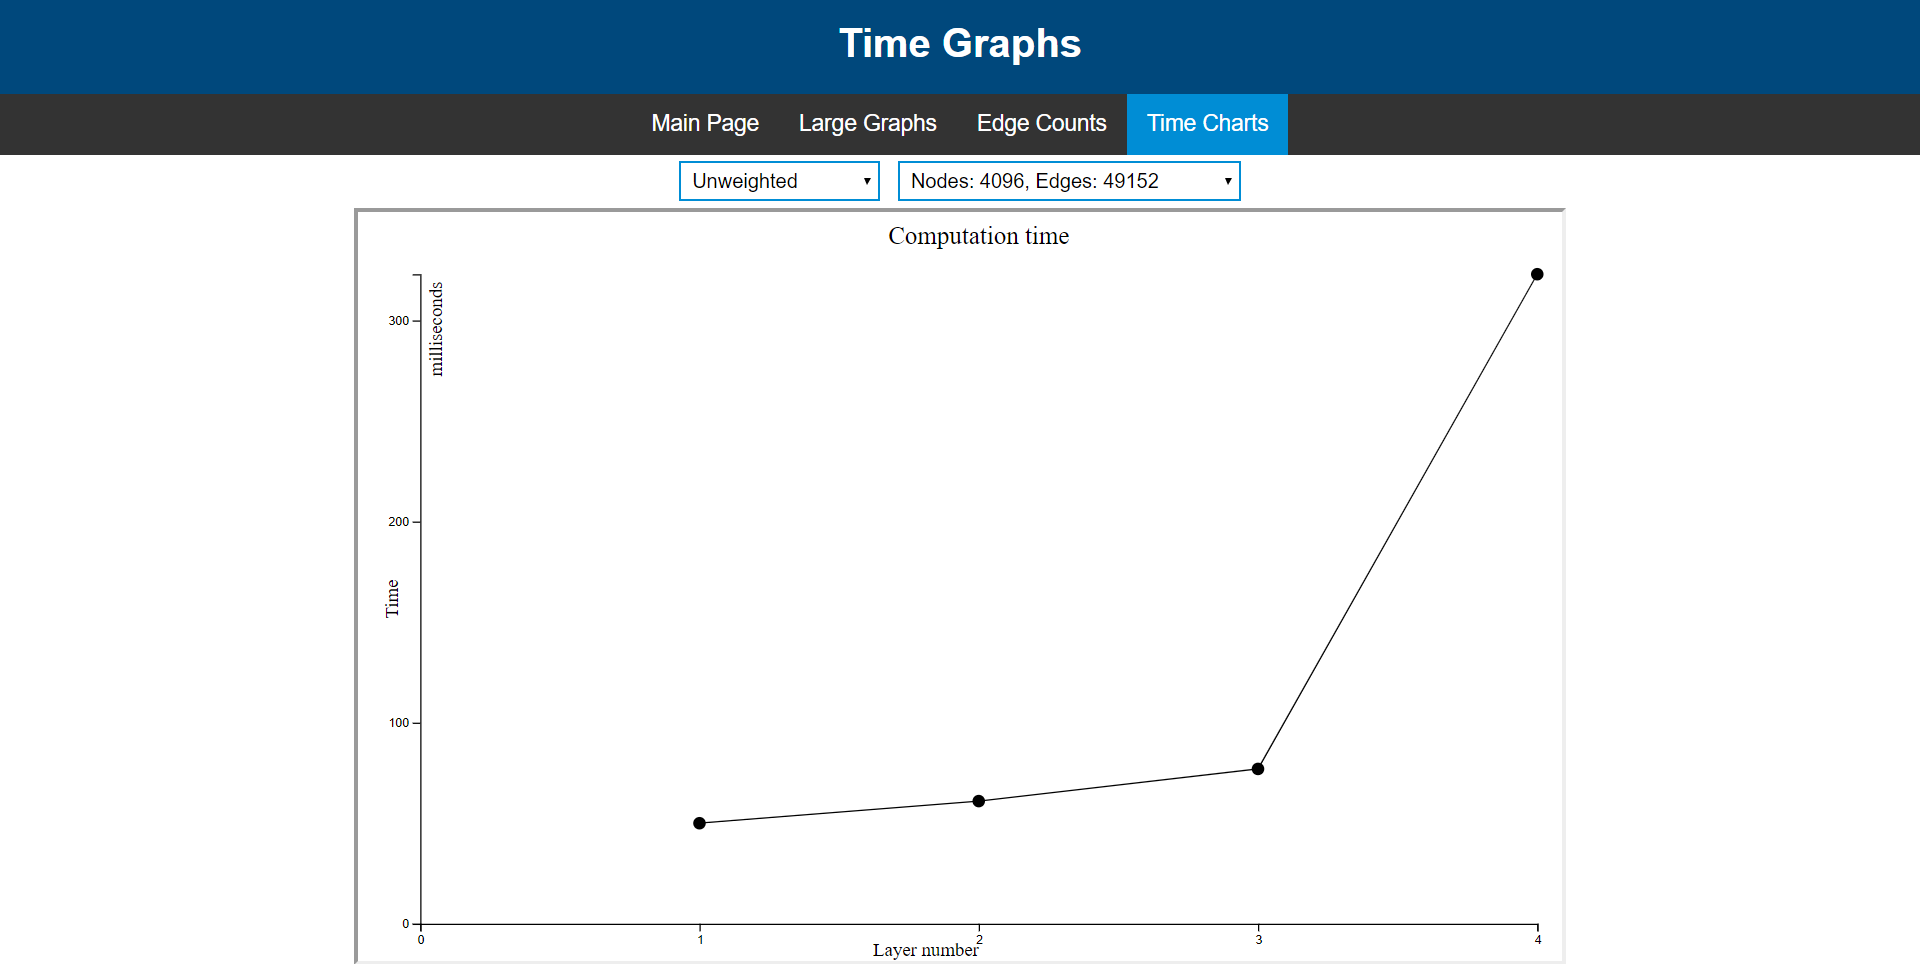 Time Graphs
Main Page Large Graphs Edge Counts Time Charts
Unweighted Nodes: 4096, Edges: 49152
Computation time
milliseconds
300
200
Time
100
0
0 1 2 3 4
Layer number